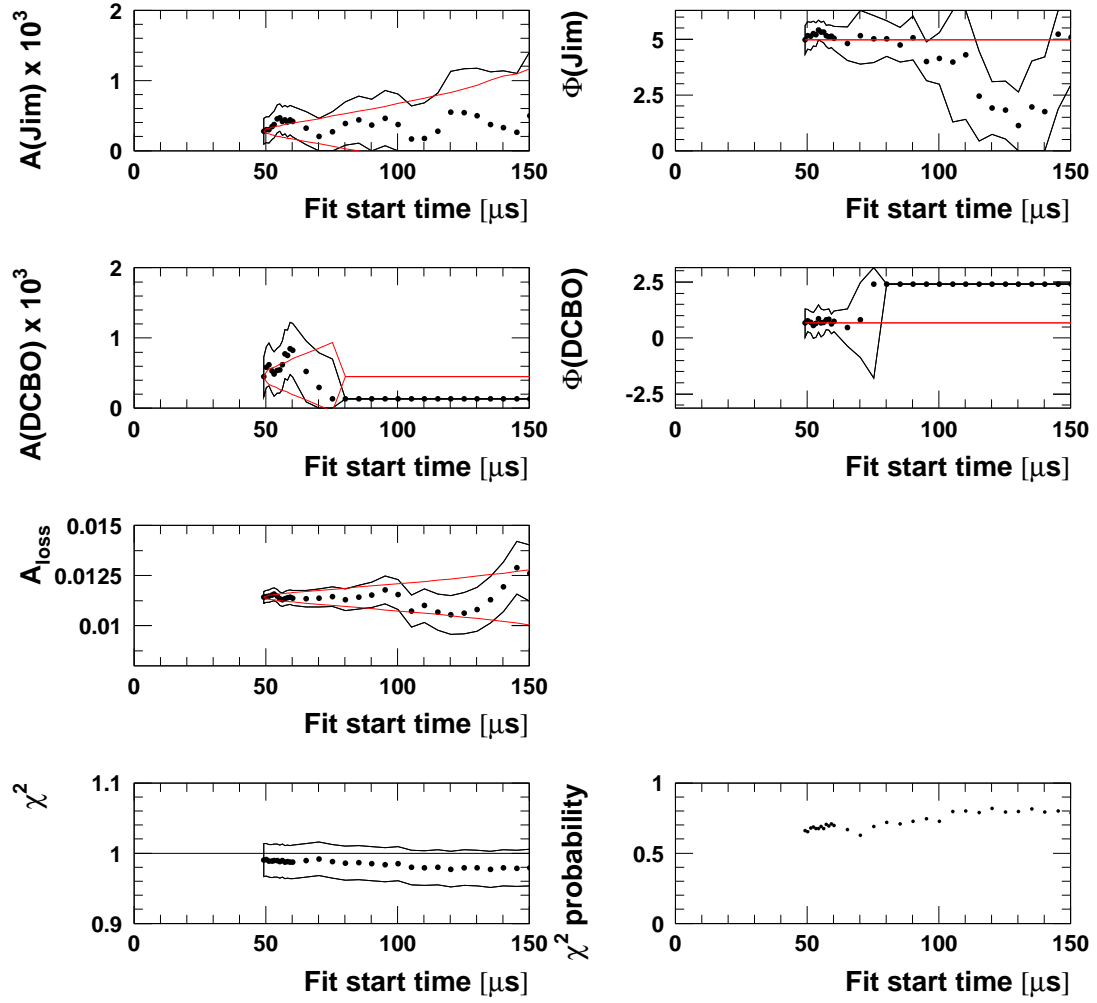 A(Jim) x 10³
2
1
0
0 50 100 150
Fit start time [μs]
Φ(Jim)
5
2.5
0
0 50 100 150
Fit start time [μs]
A(DCBO) x 10³
2
1
0
0 50 100 150
Fit start time [μs]
Φ(DCBO)
2.5
0
-2.5
0 50 100 150
Fit start time [μs]
A_loss
0.015
0.0125
0.01
0 50 100 150
Fit start time [μs]
χ²
1.1
1
0.9
0 50 100 150
Fit start time [μs]
χ² probability
1
0.5
0
0 50 100 150
Fit start time [μs]